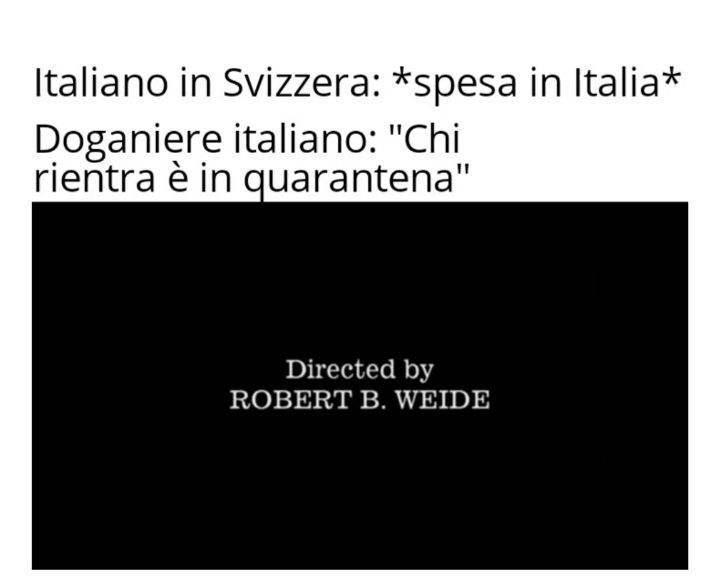 Italiano in Svizzera: *spesa in Italia*
Doganiere italiano: "Chi
rientra è in quarantena"
Directed by
ROBERT B. WEIDE